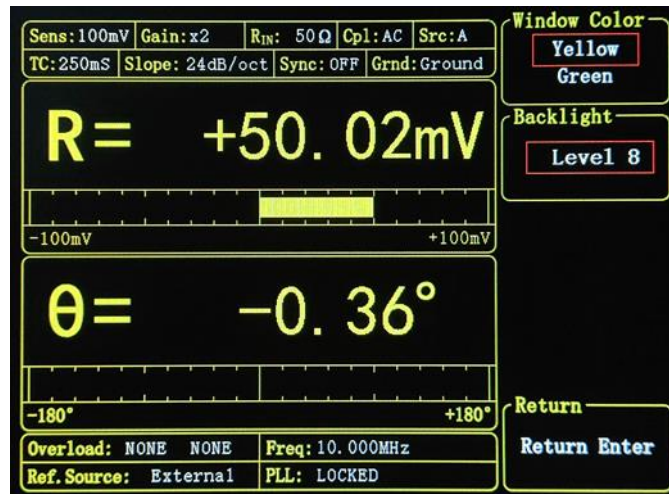 Sens:100mV Gain:x2 RIN: 50Ω Cpl:AC Src:A
TC:250mS Slope: 24dB/oct Sync: OFF Grnd:Ground
R= +50.02mV
-100mV +100mV
θ= -0.36°
-180° +180°
Overload: NONE NONE Freq:10.000MHz
Ref.Source: External PLL: LOCKED
Window Color
Yellow
Green
Backlight
Level 8
Return
Return Enter